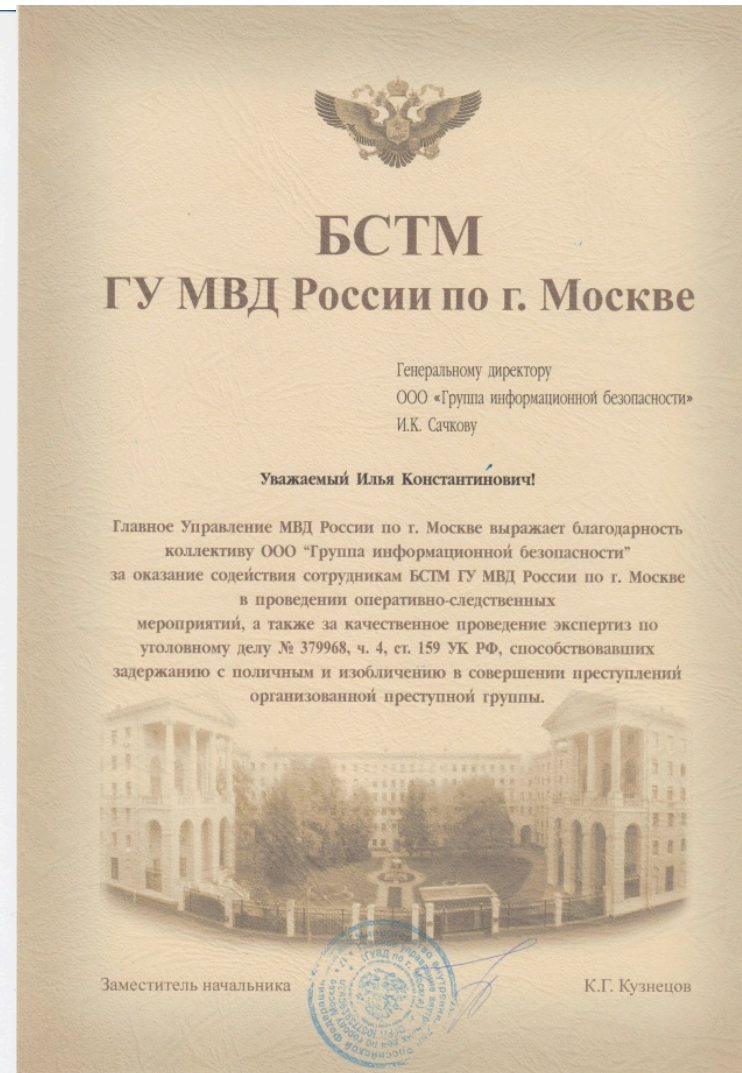 БСТМ
ГУ МВД России по г. Москве
Генеральному директору
ООО «Группа информационной безопасности»
И.К. Сачкову
Уважаемый Илья Константинович!
Главное Управление МВД России по г. Москве выражает благодарность
коллективу ООО "Группа информационной безопасности"
за оказание содействия сотрудникам БСТМ ГУ МВД России по г. Москве
в проведении оперативно-следственных
мероприятий, а также за качественное проведение экспертиз по
уголовному делу № 379968, ч. 4, ст. 159 УК РФ, способствовавших
задержанию с поличным и изобличению в совершении преступлений
организованной преступной группы.
Заместитель начальника
К.Г. Кузнецов